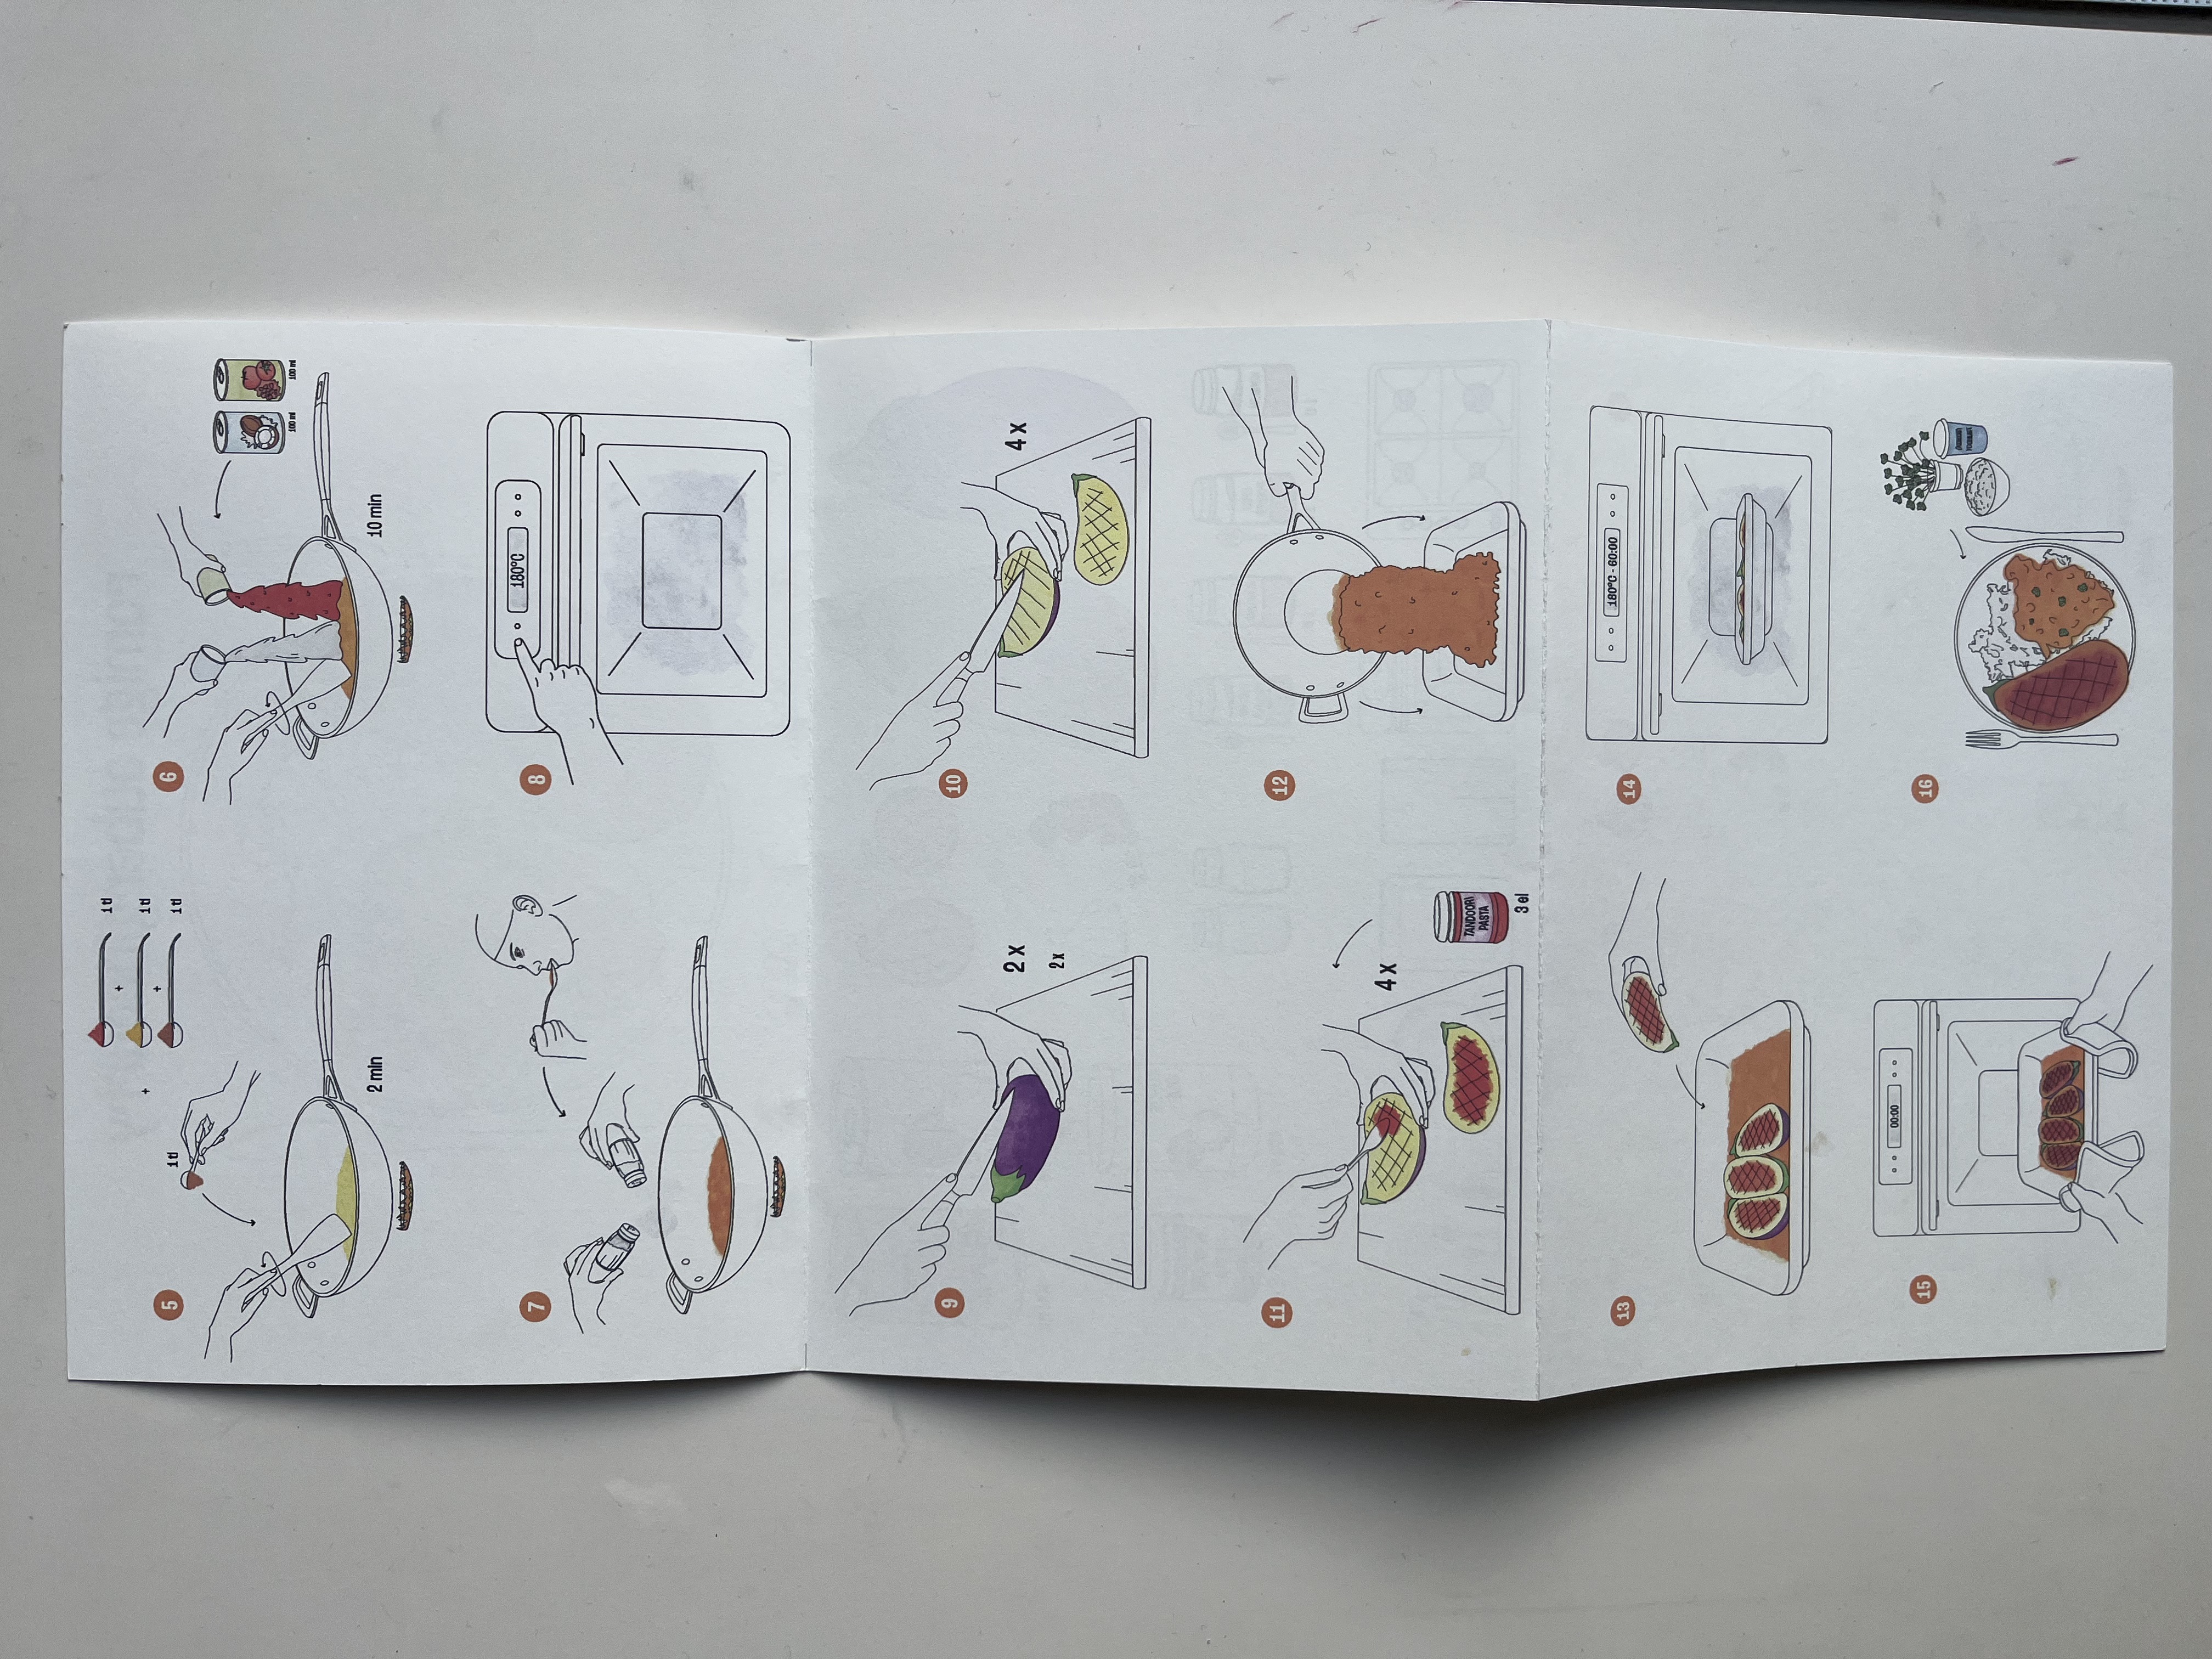 5
1 tl
+
1 tl
+
1 tl
+
1 tl
2 min
6
100 ml
100 ml
10 min
7
8
180°C
9
2 x
2 x
10
4 x
11
4 x
TANDOORI
PASTA
3 el
12
13
14
180°C - 60:00
15
00:00
16
YOGHURT